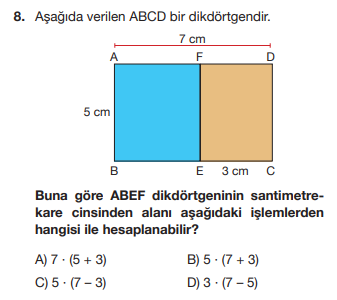 8. Aşağıda verilen ABCD bir dikdörtgendir.
7 cm
A F D
5 cm
B E 3 cm C
Buna göre ABEF dikdörtgeninin santimetre-
kare cinsinden alanı aşağıdaki işlemlerden
hangisi ile hesaplanabilir?
A) 7 · (5 + 3) B) 5 · (7 + 3)
C) 5 · (7 – 3) D) 3 · (7 – 5)